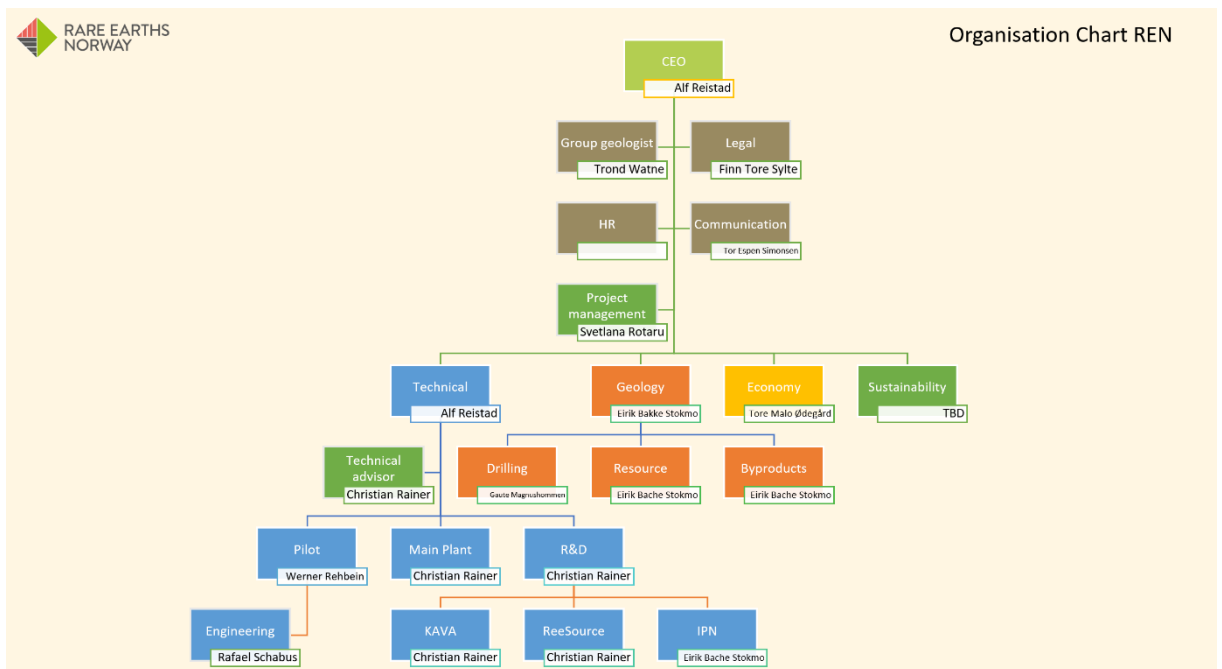 RARE EARTHS
NORWAY
Organisation Chart REN
CEO
Alf Reistad
Group geologist
Trond Watne
Legal
Finn Tore Sylte
HR
Communication
Tor Espen Simonsen
Project
management
Svetlana Rotaru
Technical
Alf Reistad
Geology
Eirik Bakke Stokmo
Economy
Tore Malo Ødegård
Sustainability
TBD
Technical
advisor
Christian Rainer
Drilling
Gaute Magnushommen
Resource
Eirik Bache Stokmo
Byproducts
Eirik Bache Stokmo
Pilot
Werner Rehbein
Main Plant
Christian Rainer
R&D
Christian Rainer
Engineering
Rafael Schabus
KAVA
Christian Rainer
ReeSource
Christian Rainer
IPN
Eirik Bache Stokmo